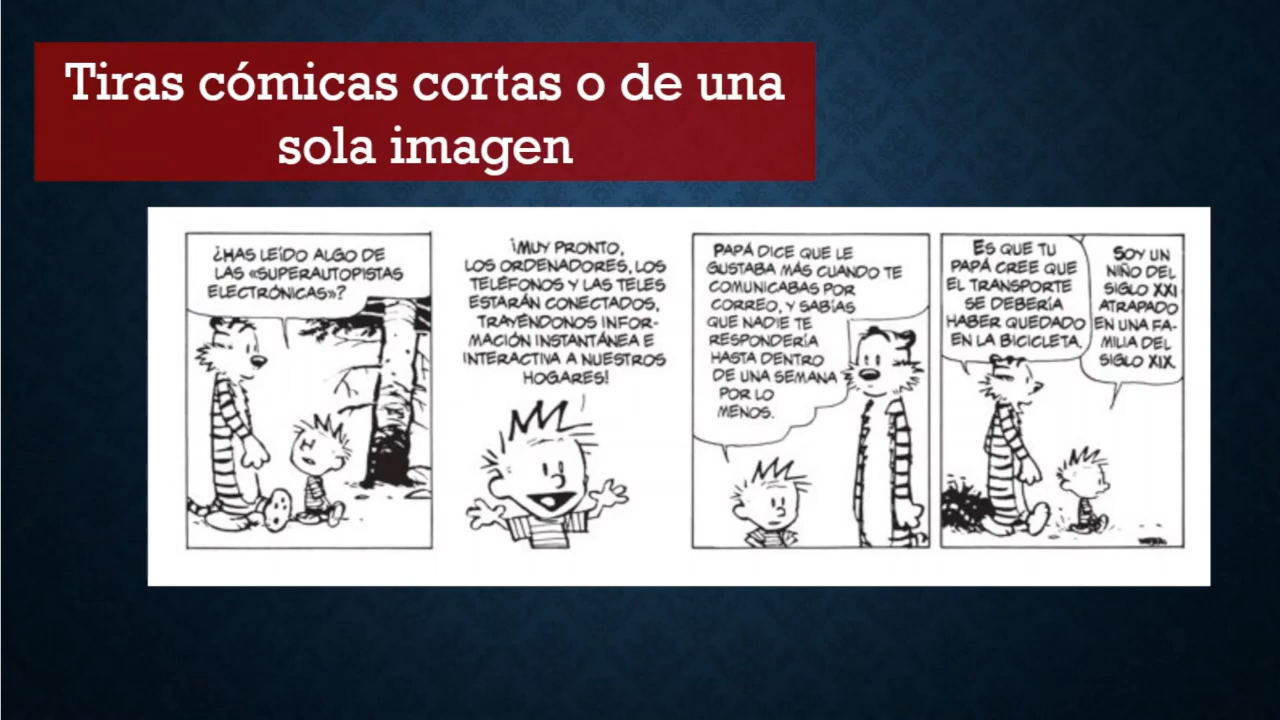 Tiras cómicas cortas o de una
sola imagen
¿HAS LEÍDO ALGO DE
LAS «SUPERAUTOPISTAS
ELECTRÓNICAS»?
¡MUY PRONTO,
LOS ORDENADORES, LOS
TELÉFONOS Y LAS TELES
ESTARÁN CONECTADOS,
TRAYÉNDONOS INFOR-
MACIÓN INSTANTÁNEA E
INTERACTIVA A NUESTROS
HOGARES!
PAPÁ DICE QUE LE
GUSTABA MÁS CUANDO TE
COMUNICABAS POR
CORREO, Y SABÍAS
QUE NADIE TE
RESPONDERÍA
HASTA DENTRO
DE UNA SEMANA
POR LO
MENOS.
ES QUE TU
PAPÁ CREE QUE
EL TRANSPORTE
SE DEBERÍA
HABER QUEDADO
EN LA BICICLETA.
SOY UN
NIÑO DEL
SIGLO XXI
ATRAPADO
EN UNA FA-
MILIA DEL
SIGLO XIX.